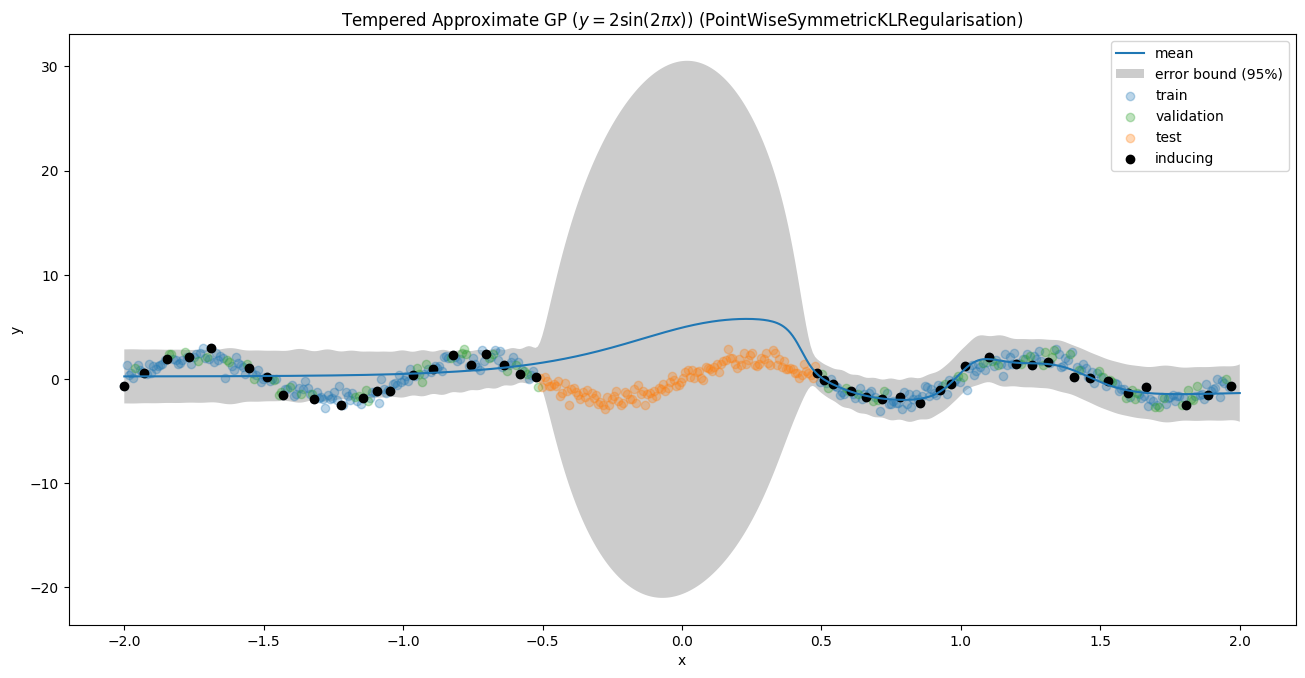 Tempered Approximate GP (y = 2sin(2πx)) (PointWiseSymmetricKLRegularisation)
mean
error bound (95%)
train
validation
test
inducing
30
20
10
0
−10
−20
y
−2.0 −1.5 −1.0 −0.5 0.0 0.5 1.0 1.5 2.0
x